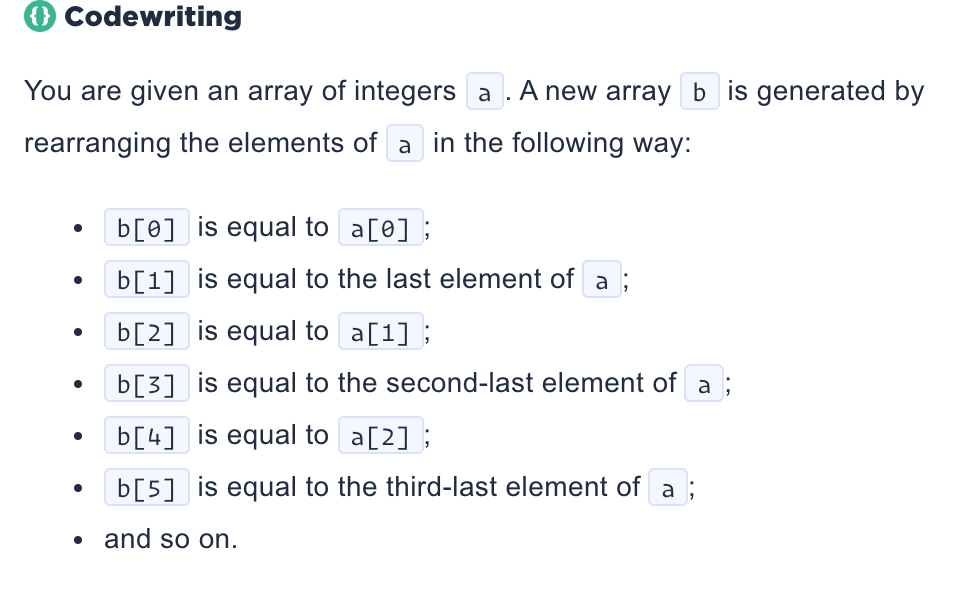 Codewriting
You are given an array of integers a . A new array b is generated by
rearranging the elements of a in the following way:
• b[0] is equal to a[0];
• b[1] is equal to the last element of a ;
• b[2] is equal to a[1];
• b[3] is equal to the second-last element of a ;
• b[4] is equal to a[2];
• b[5] is equal to the third-last element of a ;
• and so on.